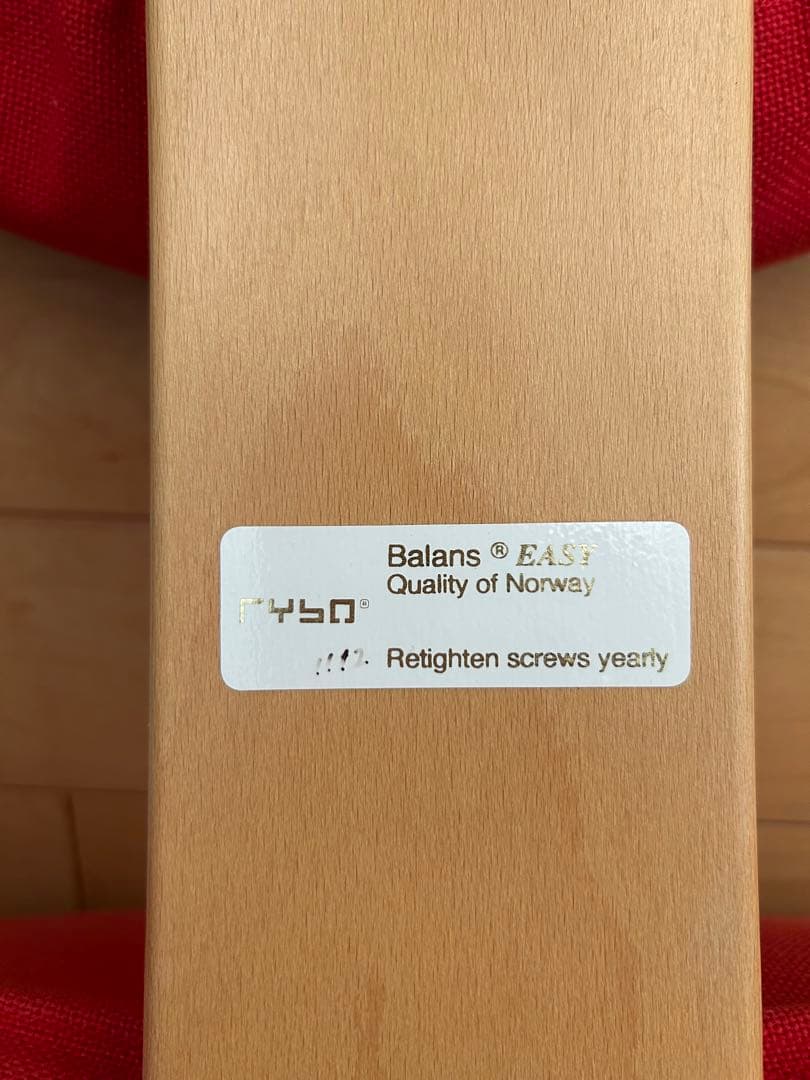 Balans ® EASY
Quality of Norway
rybo®
Retighten screws yearly